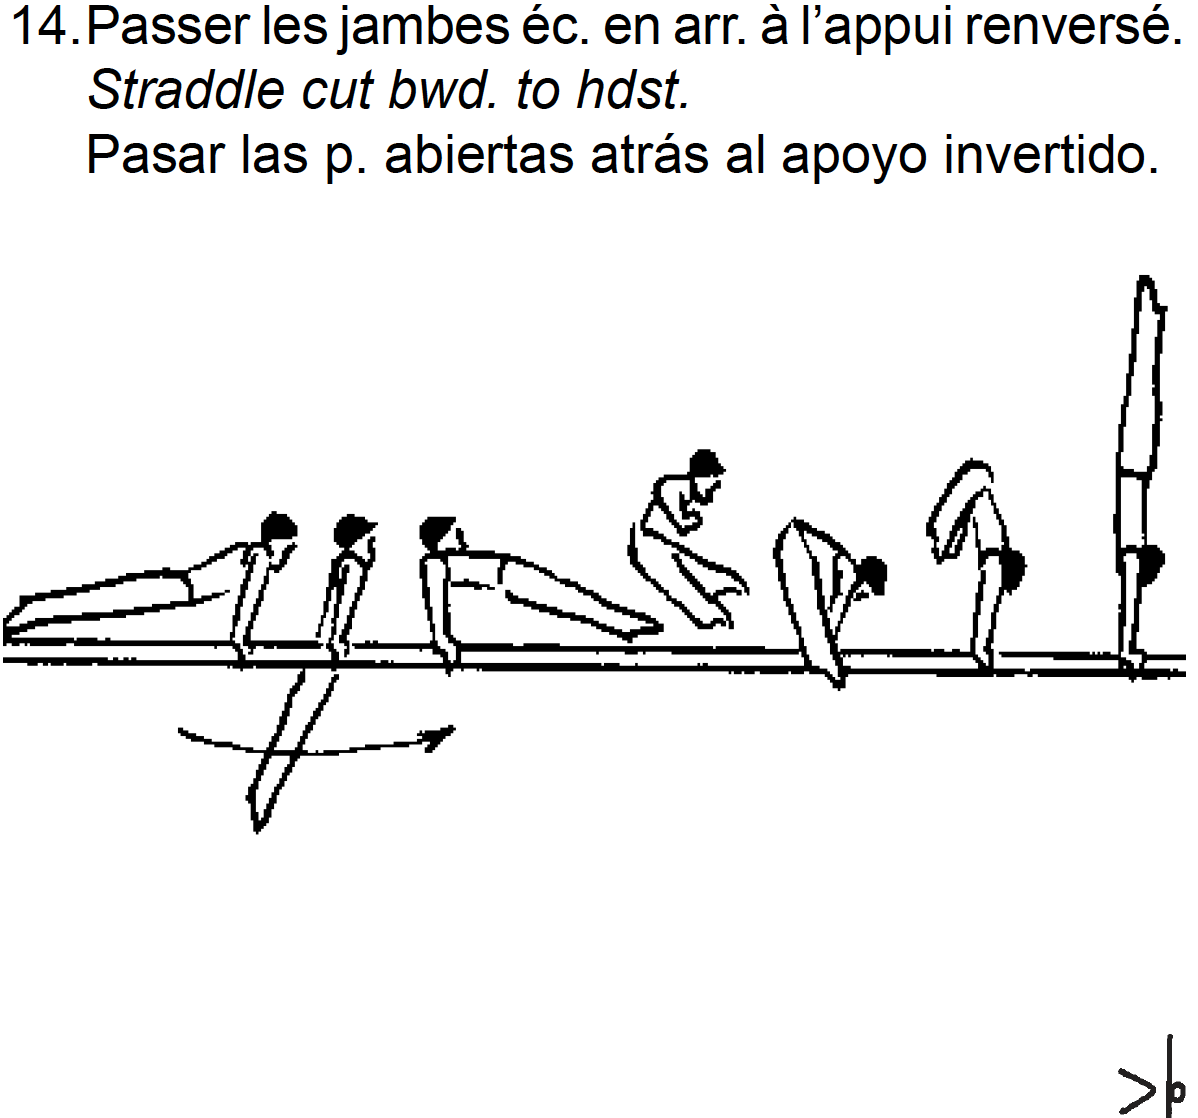 14. Passer les jambes éc. en arr. à l’appui renversé.
Straddle cut bwd. to hdst.
Pasar las p. abiertas atrás al apoyo invertido.